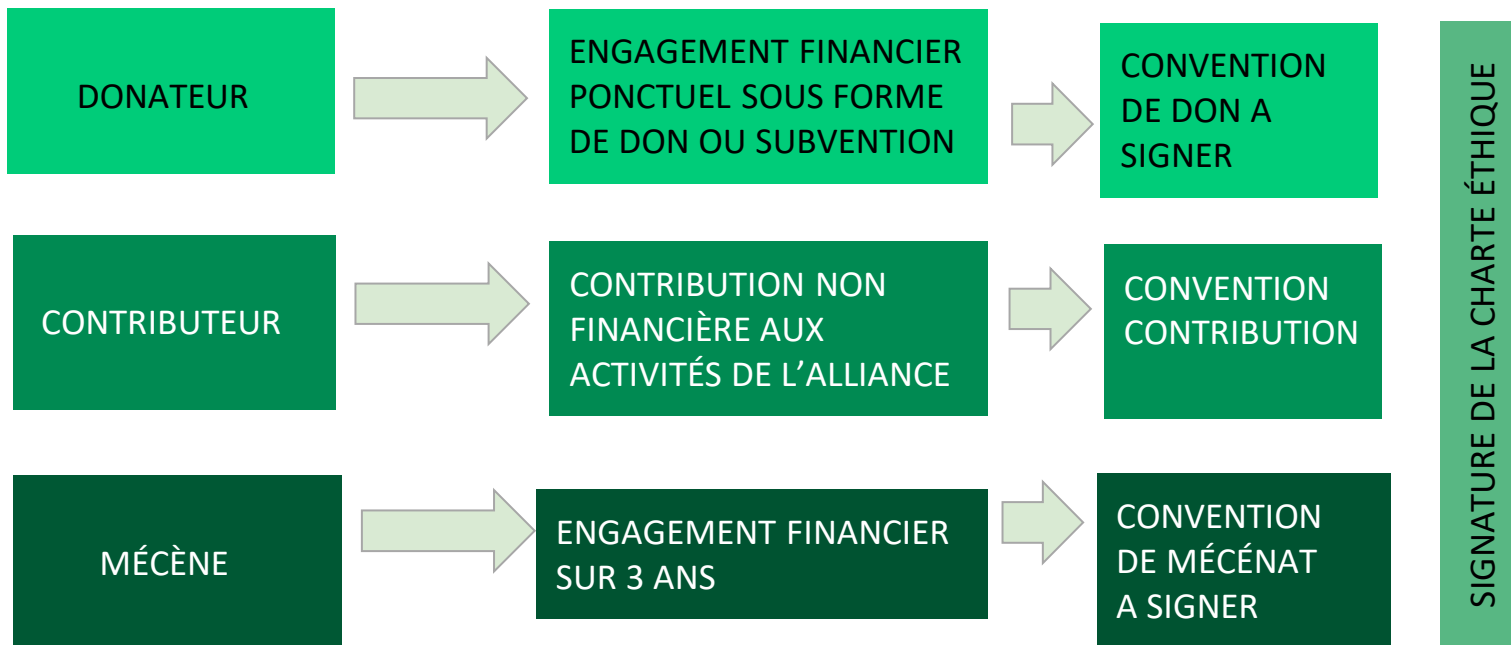 DONATEUR
ENGAGEMENT FINANCIER
PONCTUEL SOUS FORME
DE DON OU SUBVENTION
CONVENTION
DE DON A
SIGNER
CONTRIBUTEUR
CONTRIBUTION NON
FINANCIÈRE AUX
ACTIVITÉS DE L’ALLIANCE
CONVENTION
CONTRIBUTION
MÉCÈNE
ENGAGEMENT FINANCIER
SUR 3 ANS
CONVENTION
DE MÉCÉNAT
A SIGNER
SIGNATURE DE LA CHARTE ÉTHIQUE